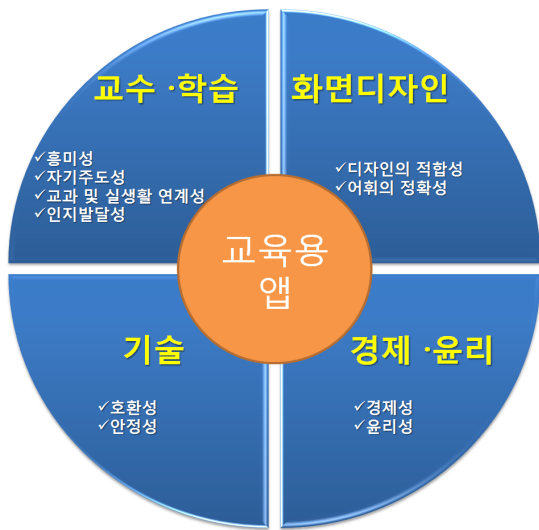 교수 ·학습
✓흥미성
✓자기주도성
✓교과 및 실생활 연계성
✓인지발달성
화면디자인
✓디자인의 적합성
✓어휘의 정확성
교육용
앱
기술
✓호환성
✓안정성
경제 ·윤리
✓경제성
✓윤리성